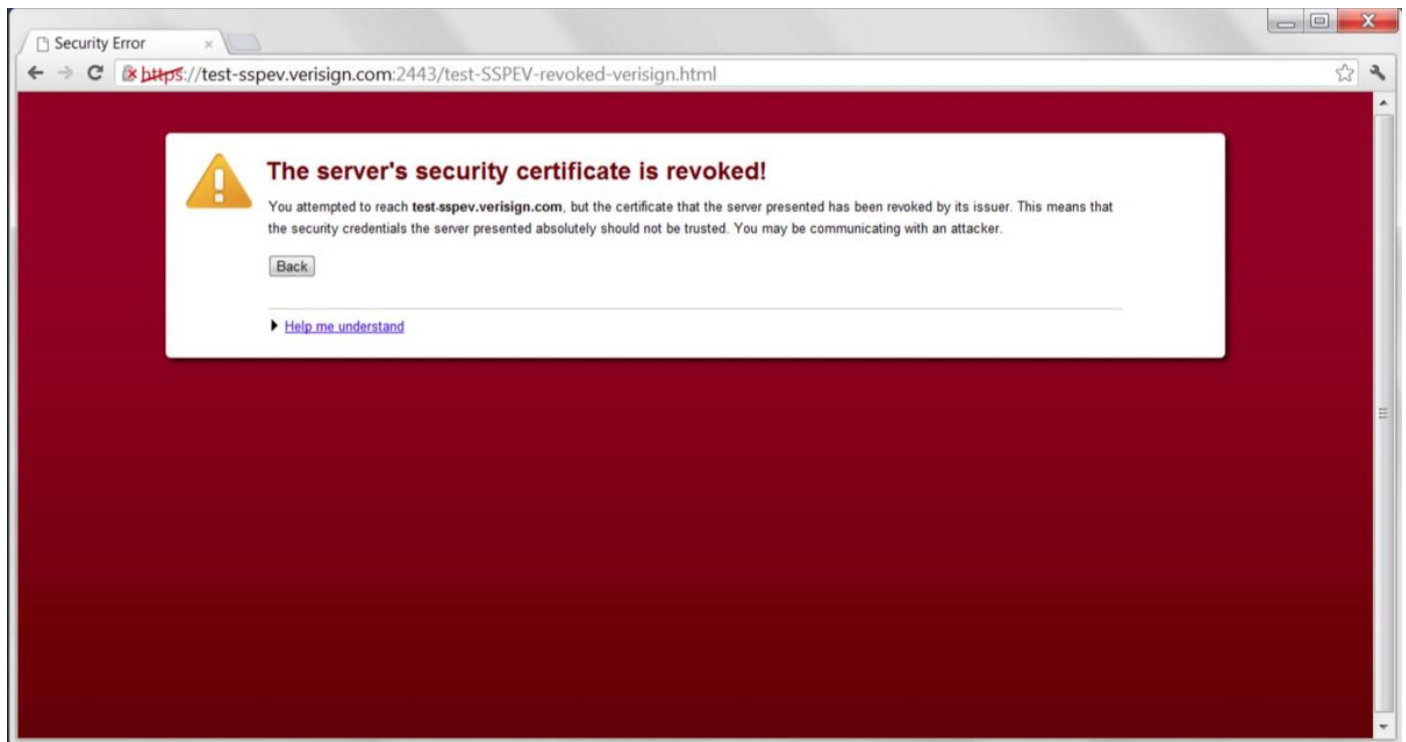 Security Error
https://test-sspev.verisign.com:2443/test-SSPEV-revoked-verisign.html
The server's security certificate is revoked!
You attempted to reach test-sspev.verisign.com, but the certificate that the server presented has been revoked by its issuer. This means that
the security credentials the server presented absolutely should not be trusted. You may be communicating with an attacker.
Back
Help me understand